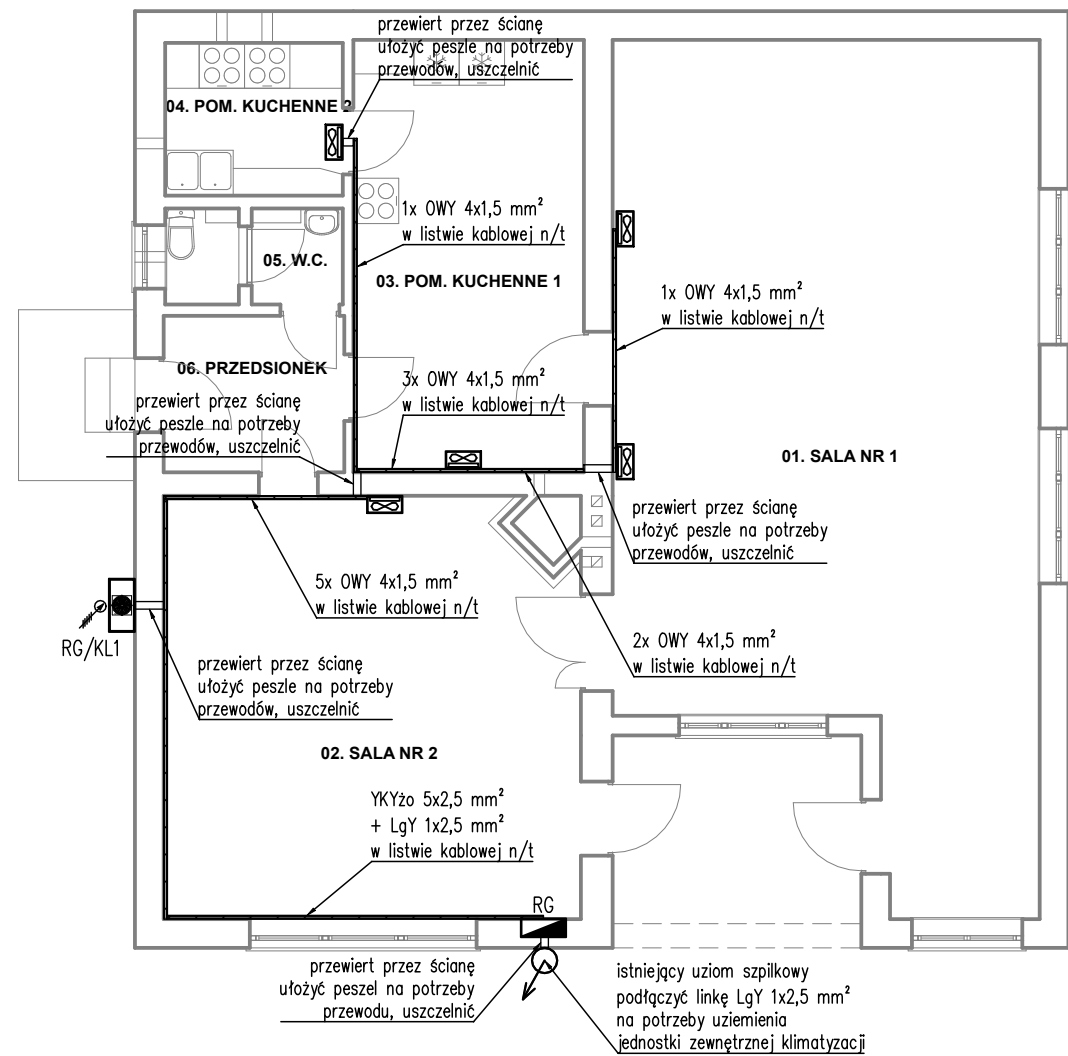 przewiert przez ścianę
ułożyć peszle na potrzeby
przewodów, uszczelnić
04. POM. KUCHENNE 2
1x OWY 4x1,5 mm²
w listwie kablowej n/t
05. W.C.
03. POM. KUCHENNE 1
1x OWY 4x1,5 mm²
w listwie kablowej n/t
06. PRZEDSIONEK
3x OWY 4x1,5 mm²
w listwie kablowej n/t
przewiert przez ścianę
ułożyć peszle na potrzeby
przewodów, uszczelnić
01. SALA NR 1
przewiert przez ścianę
ułożyć peszle na potrzeby
przewodów, uszczelnić
5x OWY 4x1,5 mm²
w listwie kablowej n/t
RG/KL1
2x OWY 4x1,5 mm²
w listwie kablowej n/t
przewiert przez ścianę
ułożyć peszle na potrzeby
przewodów, uszczelnić
02. SALA NR 2
YKYżo 5x2,5 mm²
+ LgY 1x2,5 mm²
w listwie kablowej n/t
RG
przewiert przez ścianę
ułożyć peszel na potrzeby
przewodu, uszczelnić
istniejący uziom szpilkowy
podłączyć linkę LgY 1x2,5 mm²
na potrzeby uziemienia
jednostki zewnętrznej klimatyzacji